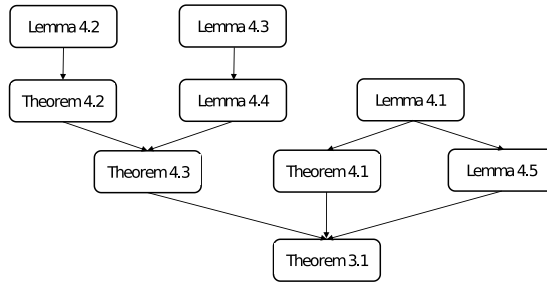 Lemma 4.2
Lemma 4.3
Theorem 4.2
Lemma 4.4
Lemma 4.1
Theorem 4.3
Theorem 4.1
Lemma 4.5
Theorem 3.1